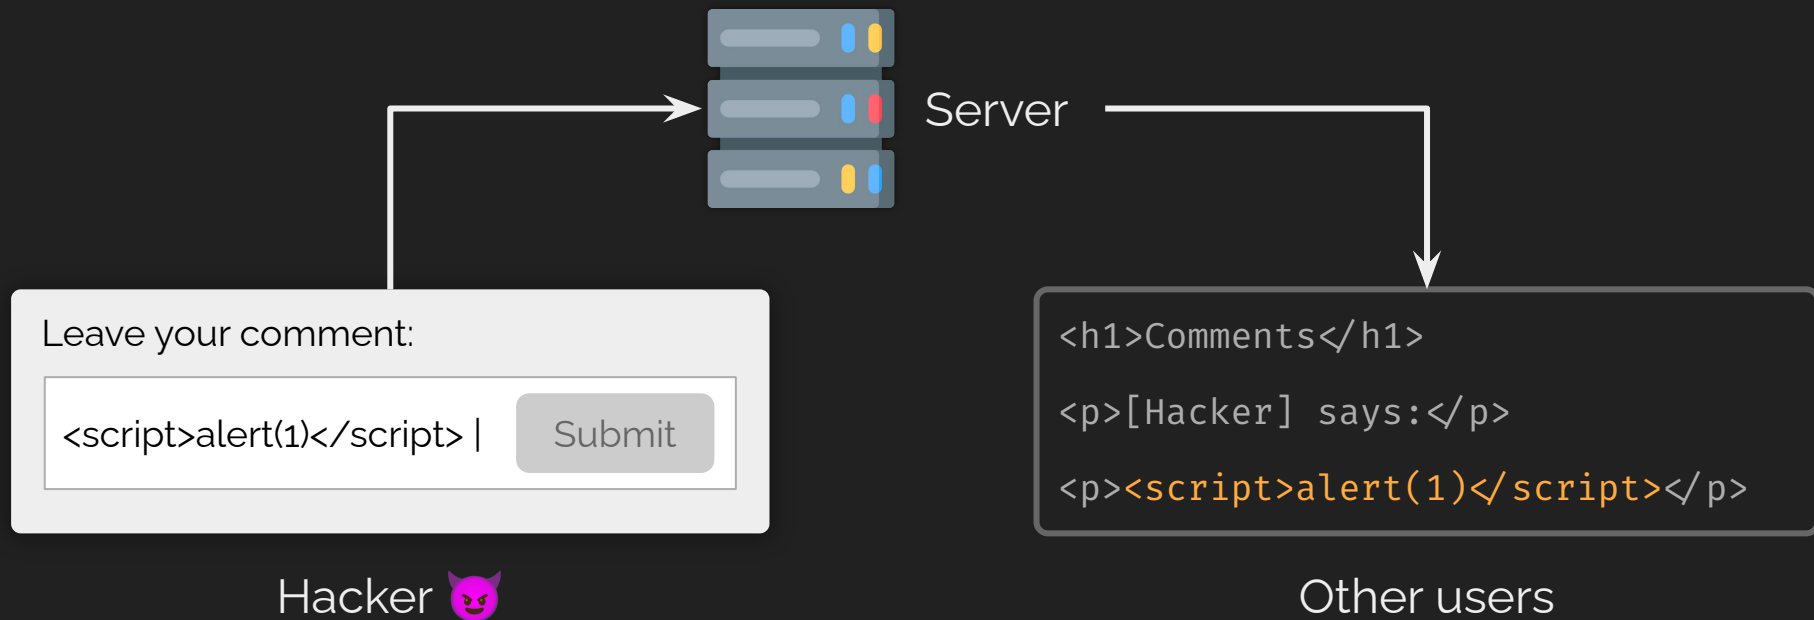 Server
Leave your comment:
<script>alert(1)</script> |
Submit
Hacker 😈
<h1>Comments</h1>
<p>[Hacker] says:</p>
<p><script>alert(1)</script></p>
Other users